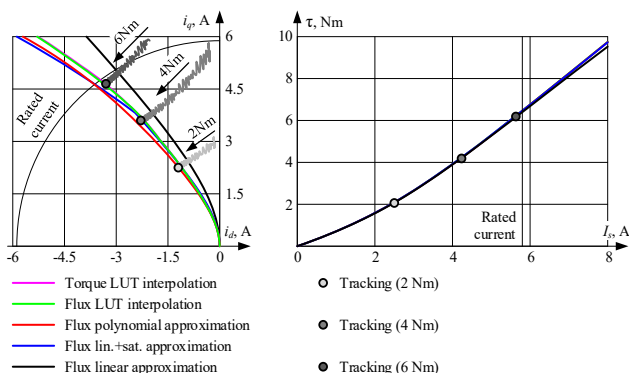 i_q, A
6
4.5
3
1.5
6Nm
4Nm
2Nm
Rated
current
i_d, A
-6
-4.5
-3
-1.5
0
τ, Nm
10
8
6
4
2
Rated
current
I_s, A
0
2
4
6
8
Torque LUT interpolation
Flux LUT interpolation
Flux polynomial approximation
Flux lin.+sat. approximation
Flux linear approximation
Tracking (2 Nm)
Tracking (4 Nm)
Tracking (6 Nm)